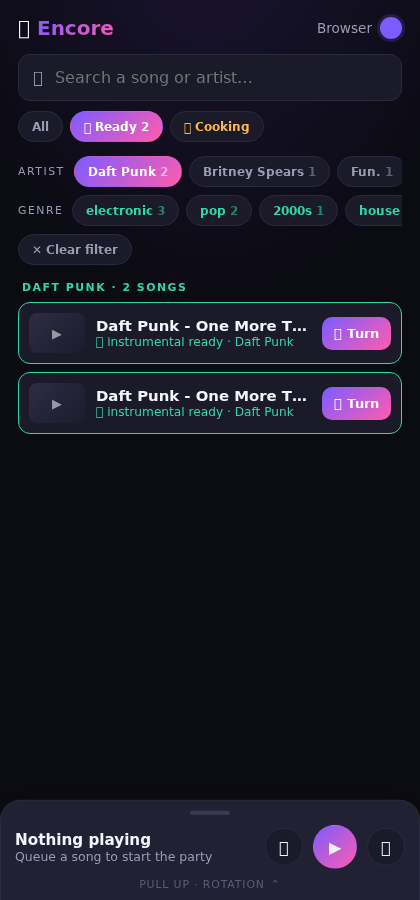 Encore
Browser
Search a song or artist…
All
Ready 2
Cooking
ARTIST
Daft Punk 2
Britney Spears 1
Fun. 1
GENRE
electronic 3
pop 2
2000s 1
house
✕ Clear filter
DAFT PUNK · 2 SONGS
Daft Punk - One More T…
Turn
instrumental ready · Daft Punk
Daft Punk - One More T…
Turn
instrumental ready · Daft Punk
Nothing playing
Queue a song to start the party
PULL UP · ROTATION ⌃